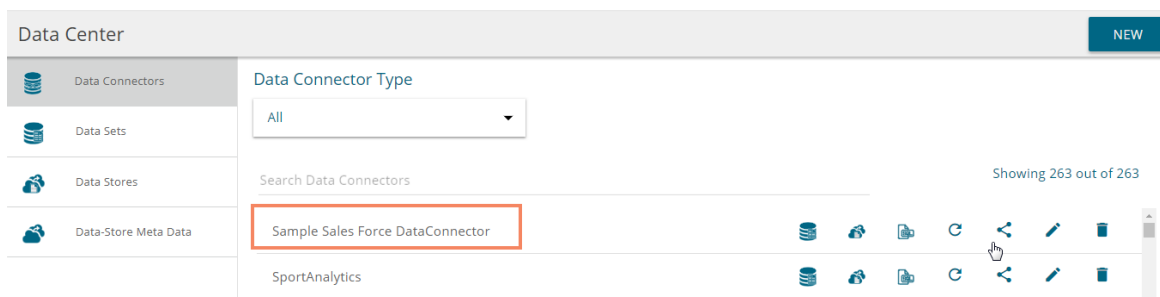 Data Center
NEW
Data Connectors
Data Sets
Data Stores
Data-Store Meta Data
Data Connector Type
All
Search Data Connectors
Showing 263 out of 263
Sample Sales Force DataConnector
SportAnalytics